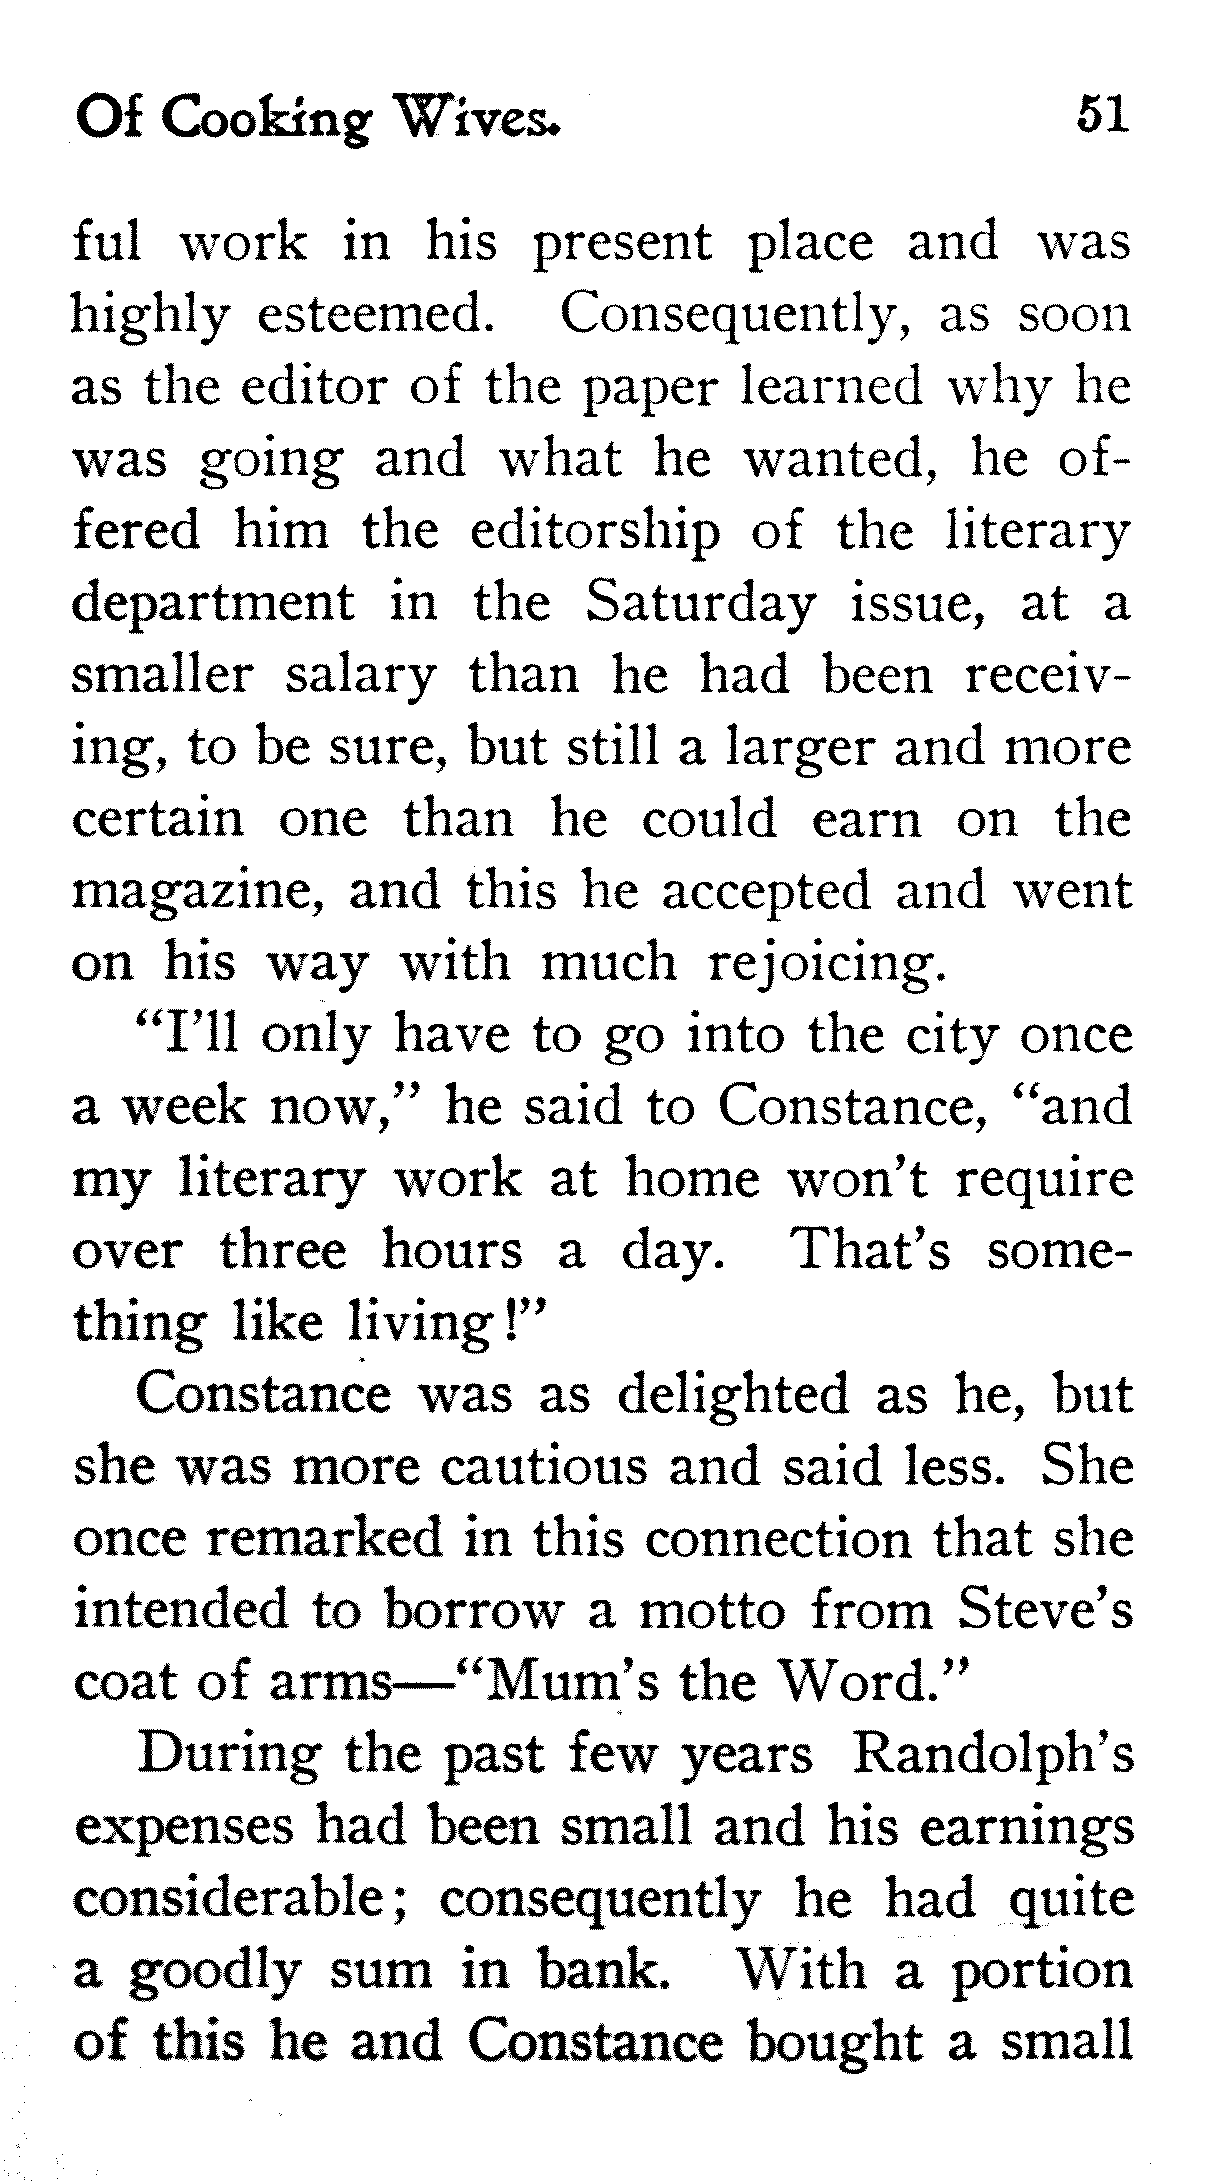 Of Cooking Wives. 51
ful work in his present place and was
highly esteemed. Consequently, as soon
as the editor of the paper learned why he
was going and what he wanted, he of-
fered him the editorship of the literary
department in the Saturday issue, at a
smaller salary than he had been receiv-
ing, to be sure, but still a larger and more
certain one than he could earn on the
magazine, and this he accepted and went
on his way with much rejoicing.
“I’ll only have to go into the city once
a week now,” he said to Constance, “and
my literary work at home won’t require
over three hours a day. That’s some-
thing like living!”
Constance was as delighted as he, but
she was more cautious and said less. She
once remarked in this connection that she
intended to borrow a motto from Steve’s
coat of arms—“Mum’s the Word.”
During the past few years Randolph’s
expenses had been small and his earnings
considerable; consequently he had quite
a goodly sum in bank. With a portion
of this he and Constance bought a small